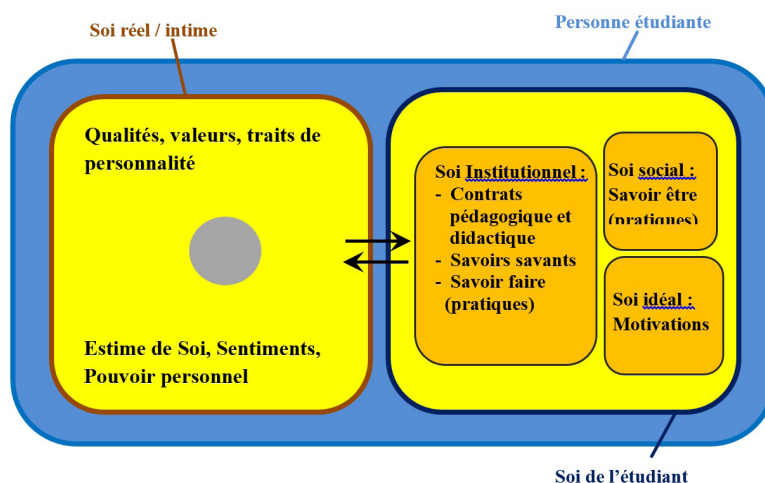 Soi réel / intime
Personne étudiante
Qualités, valeurs, traits de
personnalité
Estime de Soi, Sentiments,
Pouvoir personnel
Soi Institutionnel :
- Contrats
pédagogique et
didactique
- Savoirs savants
- Savoir faire
(pratiques)
Soi social :
Savoir être
(pratiques)
Soi idéal :
Motivations
Soi de l’étudiant